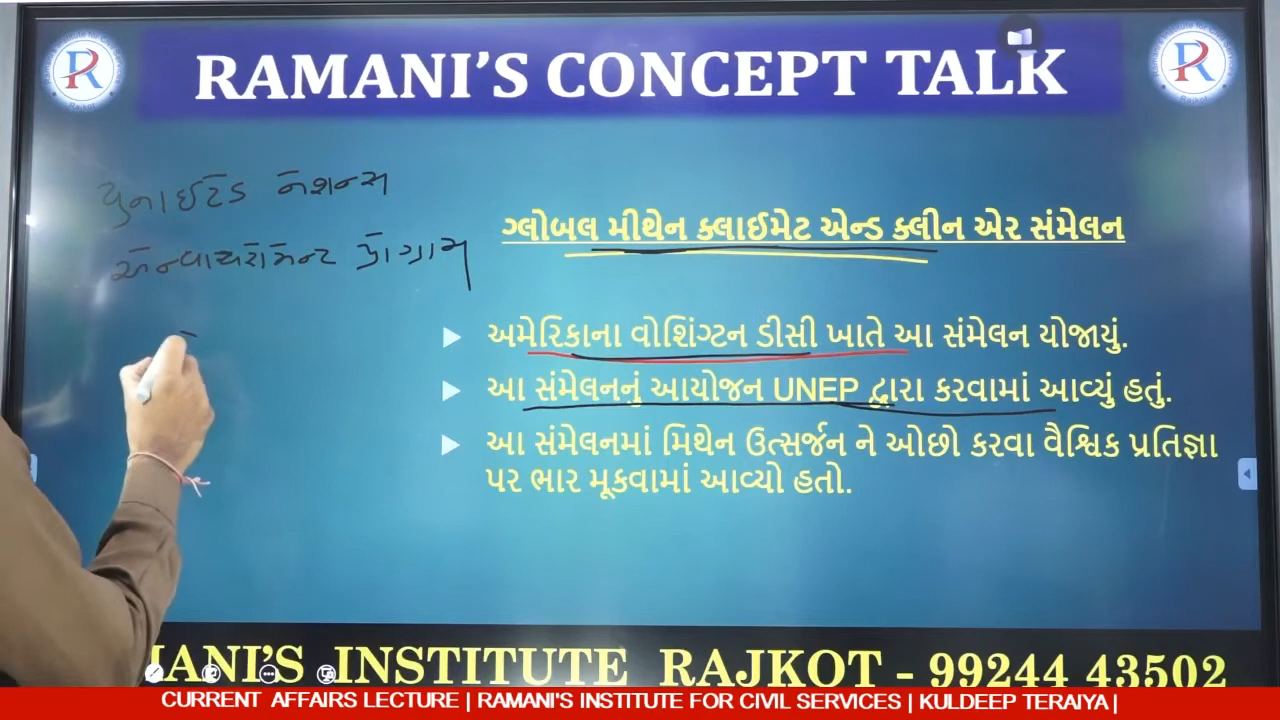 RAMANI'S CONCEPT TALK
યુનાઈટેડ નેશન્સ
એન્વાયરોમેન્ટ પ્રોગ્રામ
ગ્લોબલ મીથેન ક્લાઈમેટ એન્ડ ક્લીન એર સંમેલન
અમેરિકાના વોશિંગ્ટન ડીસી ખાતે આ સંમેલન યોજાયું.
આ સંમેલનનું આયોજન UNEP દ્વારા કરવામાં આવ્યું હતું.
આ સંમેલનમાં મિથેન ઉત્સર્જન ને ઓછો કરવા વૈશ્વિક પ્રતિજ્ઞા
પર ભાર મૂકવામાં આવ્યો હતો.
MANI'S INSTITUTE RAJKOT - 99244 43502
CURRENT AFFAIRS LECTURE | RAMANI'S INSTITUTE FOR CIVIL SERVICES | KULDEEP TERAIYA |